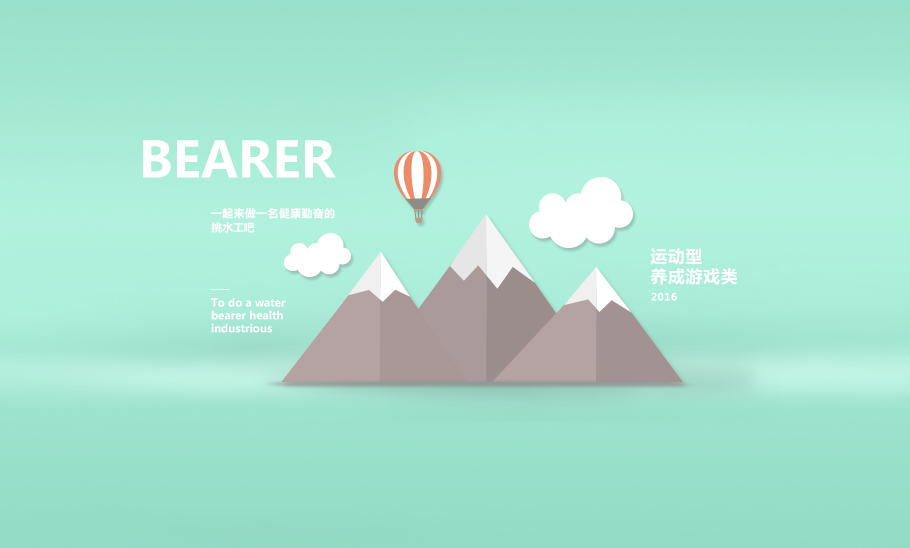 BEARER
一起来做一名健康勤奋的
挑水工吧
To do a water
bearer health
industrious
运动型
养成游戏类
2016